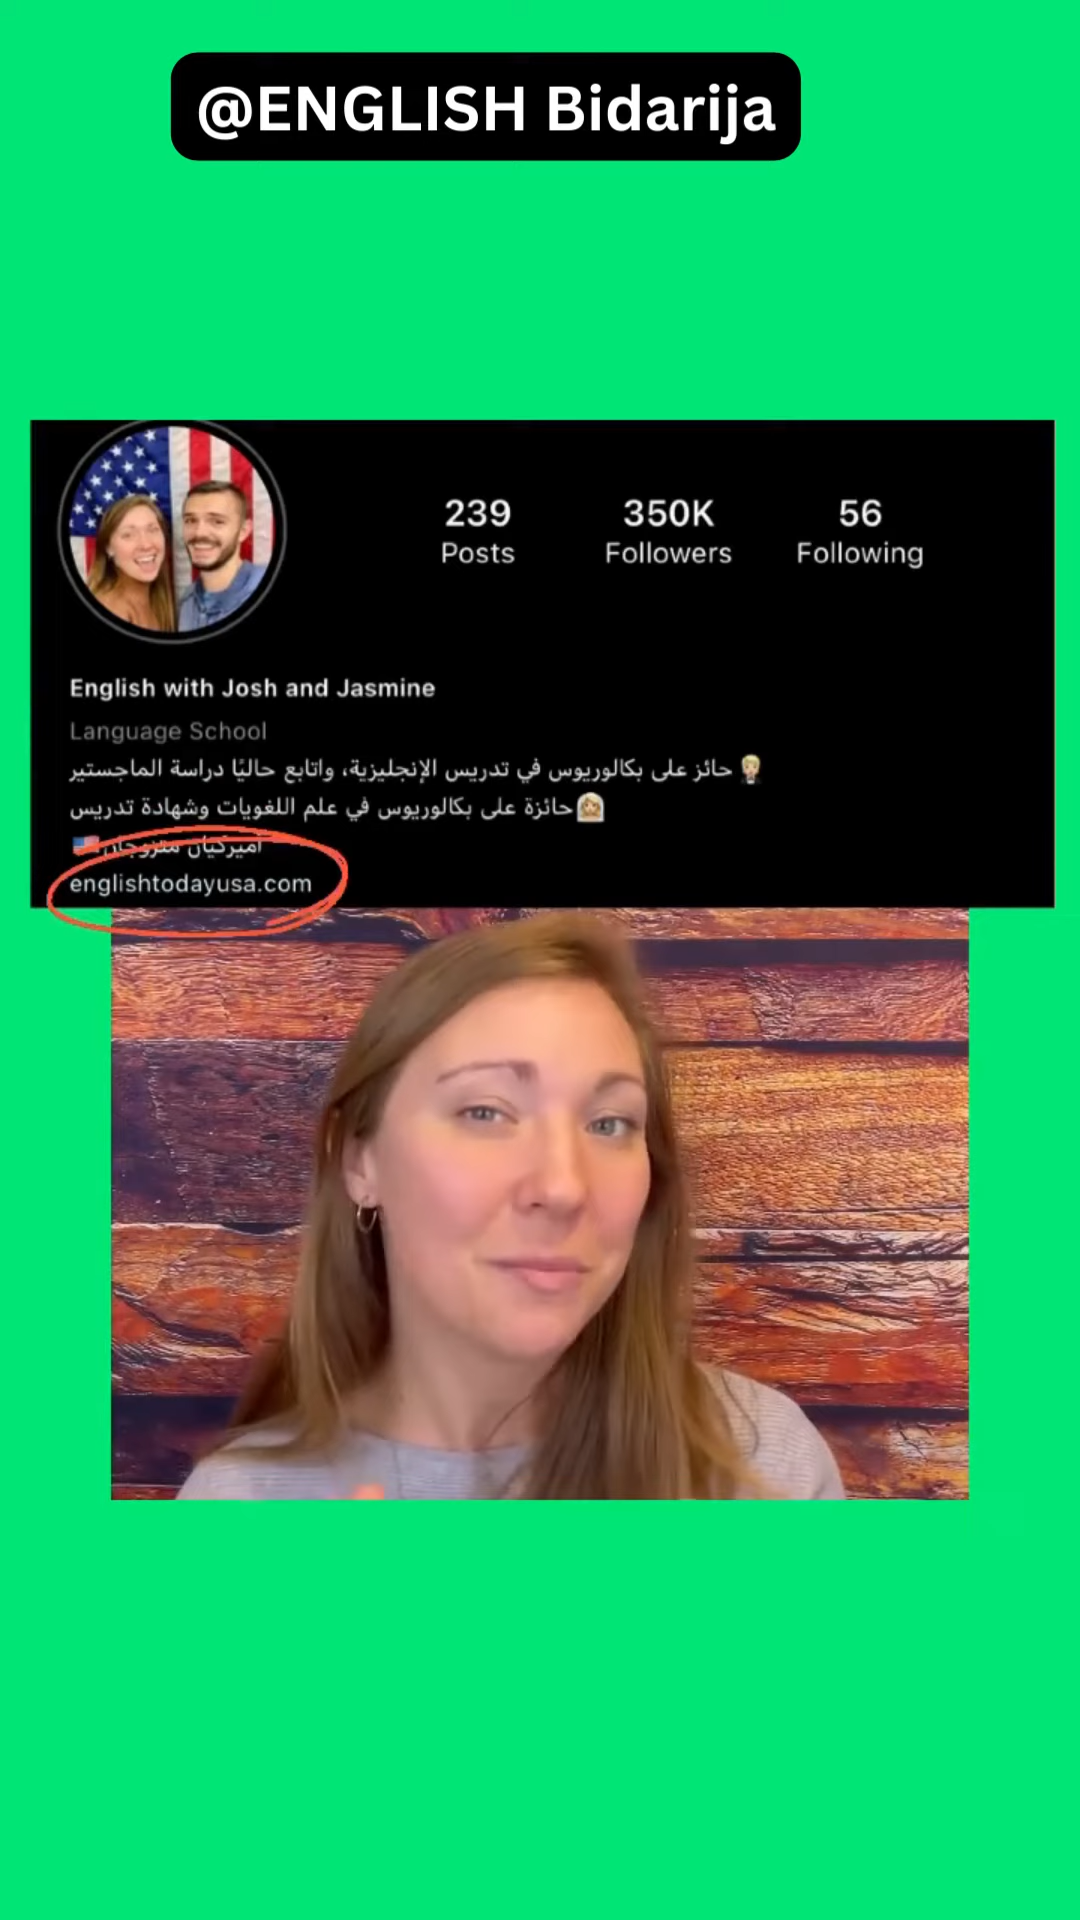 @ENGLISH Bidarija
239 350K 56
Posts Followers Following
English with Josh and Jasmine
Language School
حائز على بكالوريوس في تدريس الإنجليزية، واتابع حاليًا دراسة الماجستير
حائزة على بكالوريوس في علم اللغويات وشهادة تدريس
أميركيان متزوجان
englishtodayusa.com